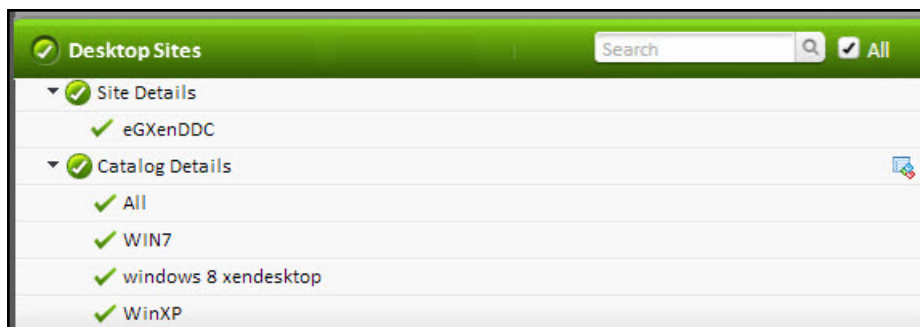 Desktop Sites Search All
Site Details
eGXenDDC
Catalog Details
All
WIN7
windows 8 xendesktop
WinXP